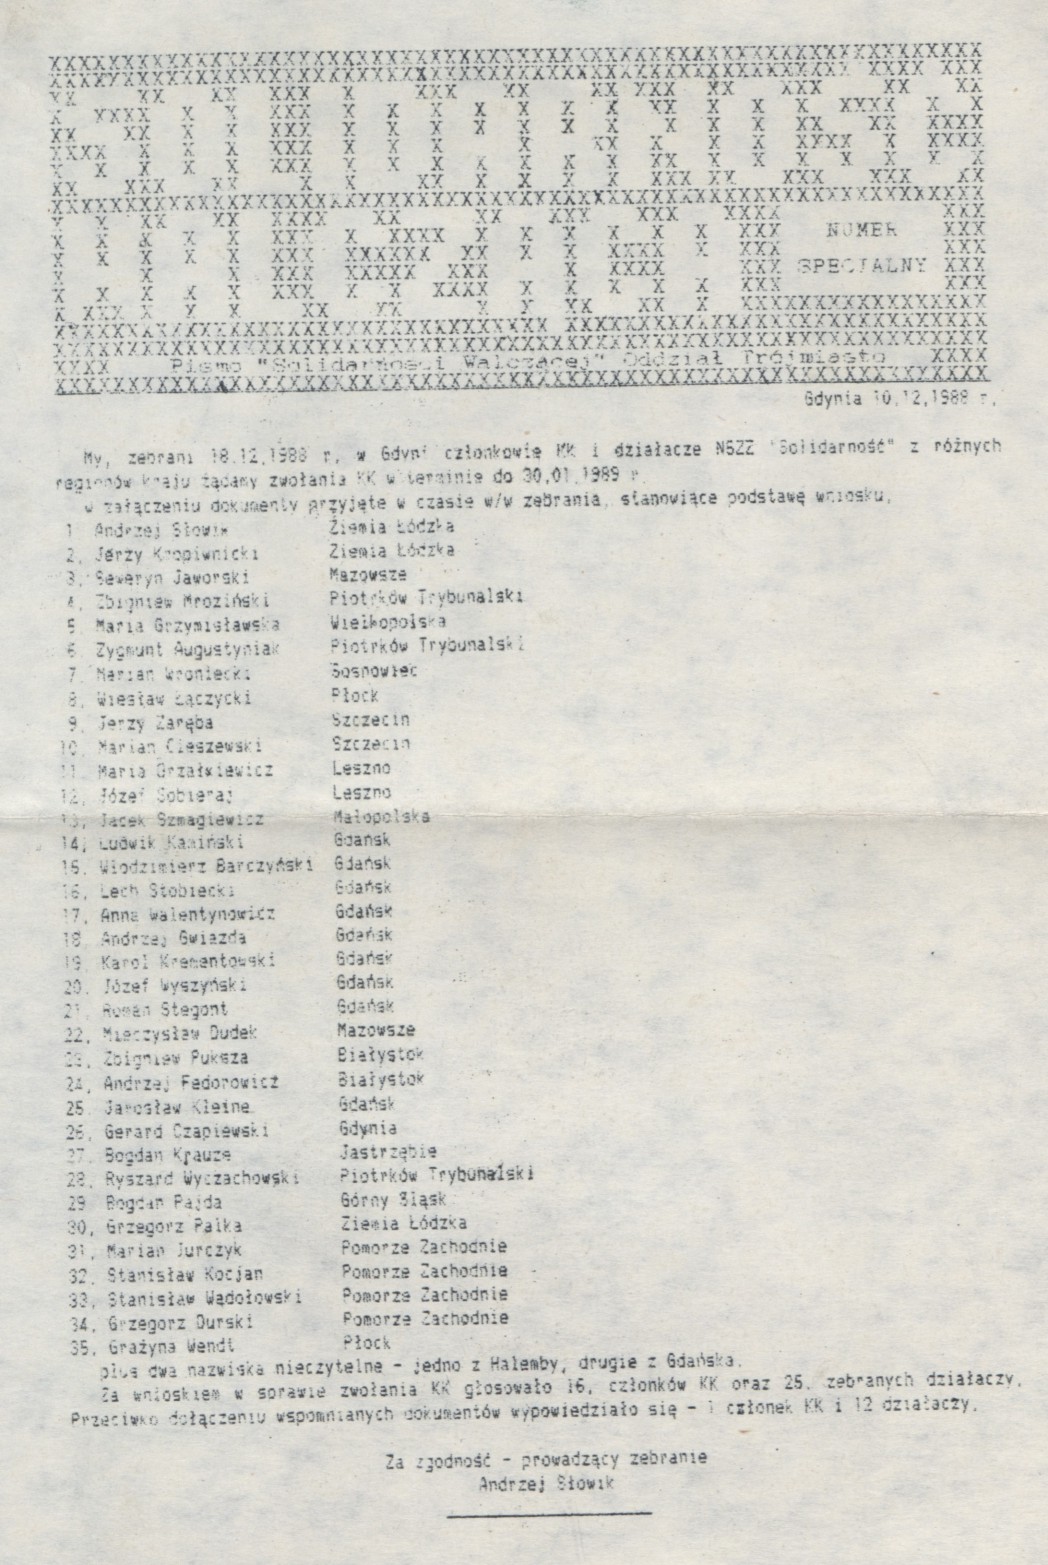 SOLIDARNOŚĆ
WALCZĄCA
NUMER
SPECJALNY
Pismo "Solidarności Walczącej" Oddział Trójmiasto
Gdynia 10.12.1988 r.
My, zebrani 18.12.1988 r. w Gdyni członkowie KK i działacze NSZZ "Solidarność" z różnych
regionów kraju żądamy zwołania KK w terminie do 30.01.1989 r.
w załączeniu dokumenty przyjęte w czasie w/w zebrania, stanowiące podstawę wniosku.
1. Andrzej Słowik Ziemia Łódzka
2. Jerzy Kropiwnicki Ziemia Łódzka
3. Seweryn Jaworski Mazowsze
4. Zbigniew Mroziński Piotrków Trybunalski
5. Maria Grzymisławska Wielkopolska
6. Zygmunt Augustyniak Piotrków Trybunalski
7. Marian Wroniecki Sosnowiec
8. Wiesław Łączycki Płock
9. Jerzy Zaręba Szczecin
10. Marian Cieszewski Szczecin
11. Maria Grzałkiewicz Leszno
12. Józef Sobieraj Leszno
13. Jacek Szmagiewicz Małopolska
14. Ludwik Kamiński Gdańsk
15. Włodzimierz Barczyński Gdańsk
16. Lech Stobiecki Gdańsk
17. Anna Walentynowicz Gdańsk
18. Andrzej Gwiazda Gdańsk
19. Karol Krementowski Gdańsk
20. Józef Wyszyński Gdańsk
21. Roman Stegont Gdańsk
22. Mieczysław Dudek Mazowsze
23. Zbigniew Puksza Białystok
24. Andrzej Fedorowicz Białystok
25. Jarosław Kleine Gdańsk
26. Gerard Czapiewski Gdynia
27. Bogdan Krauze Jastrzębie
28. Ryszard Wyczachowski Piotrków Trybunalski
29. Bogdan Pajda Górny Śląsk
30. Grzegorz Palka Ziemia Łódzka
31. Marian Jurczyk Pomorze Zachodnie
32. Stanisław Kocjan Pomorze Zachodnie
33. Stanisław Wądołowski Pomorze Zachodnie
34. Grzegorz Durski Pomorze Zachodnie
35. Grażyna Wendt Płock
plus dwa nazwiska nieczytelne - jedno z Halemby, drugie z Gdańska.
Za wnioskiem w sprawie zwołania KK głosowało 16. członków KK oraz 25. zebranych działaczy.
Przeciwko dołączeniu wspomnianych dokumentów wypowiedziało się - 1 członek KK i 12 działaczy.
Za zgodność - prowadzący zebranie
Andrzej Słowik